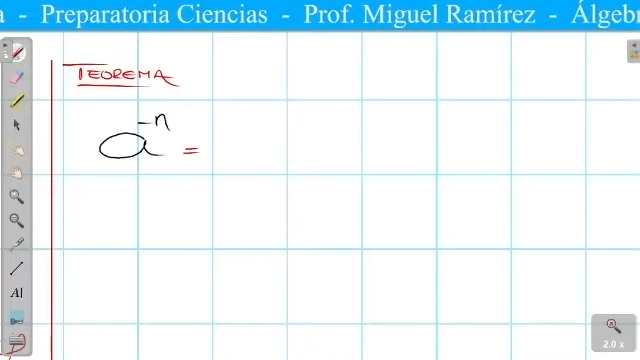 a - Preparatoria Ciencias - Prof. Miguel Ramírez - Álgebr
TEOREMA
a⁻ⁿ =
A
2.0 x